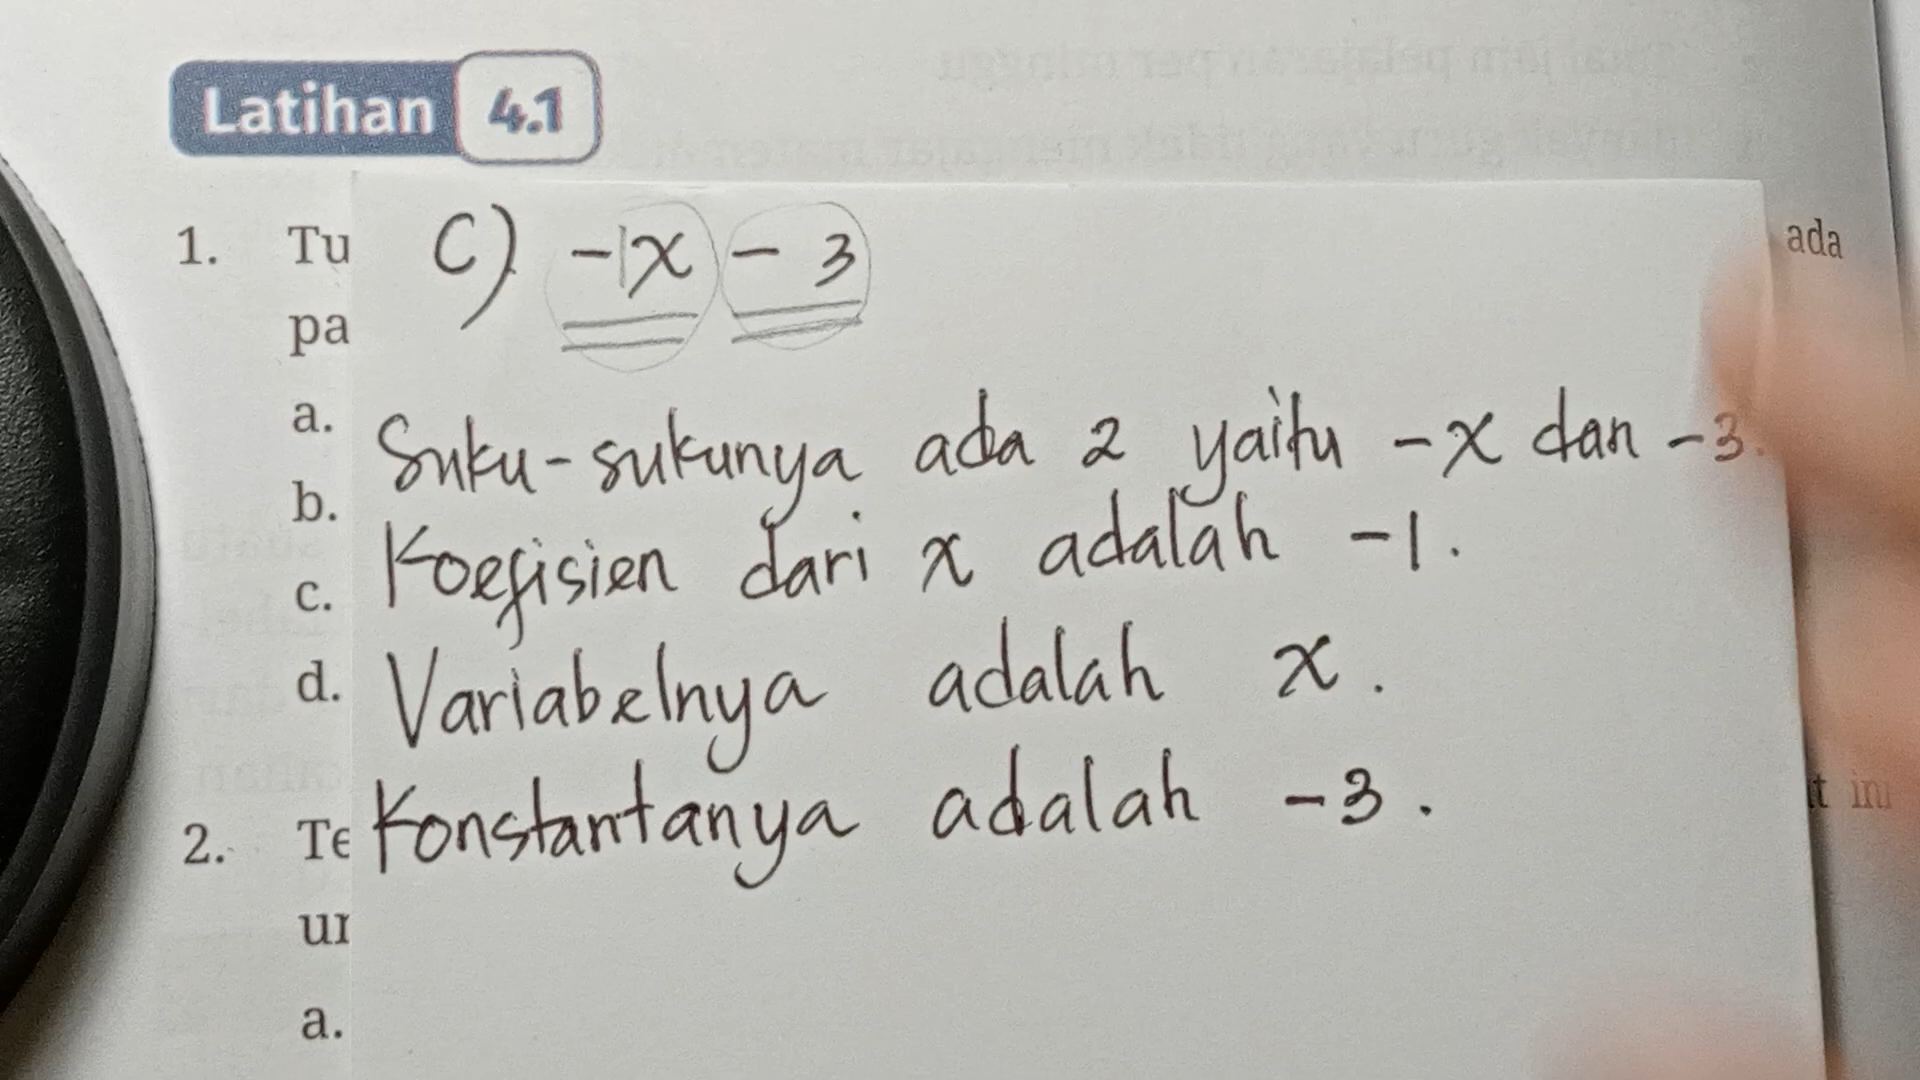 Latihan 4.1
1. Tu C) -1x - 3 ada
pa
a. Suku-sukunya ada 2 yaitu -x dan -3.
b. Koefisien dari x adalah -1.
c.
d. Variabelnya adalah x.
2. Te Konstantanya adalah -3. t ini
a.